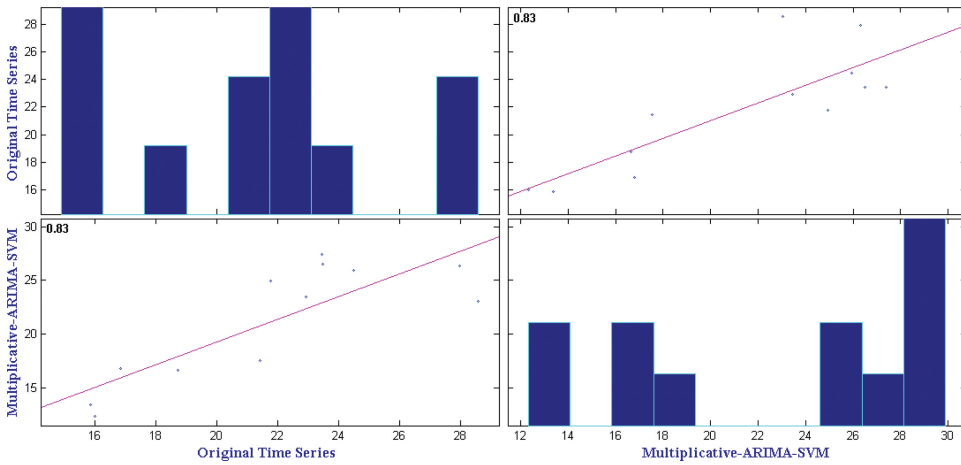 0.83
28
26
24
22
20
18
16
Original Time Series
0.83
30
25
20
15
Multiplicative-ARIMA-SVM
16 18 20 22 24 26 28
12 14 16 18 20 22 24 26 28 30
Original Time Series
Multiplicative-ARIMA-SVM